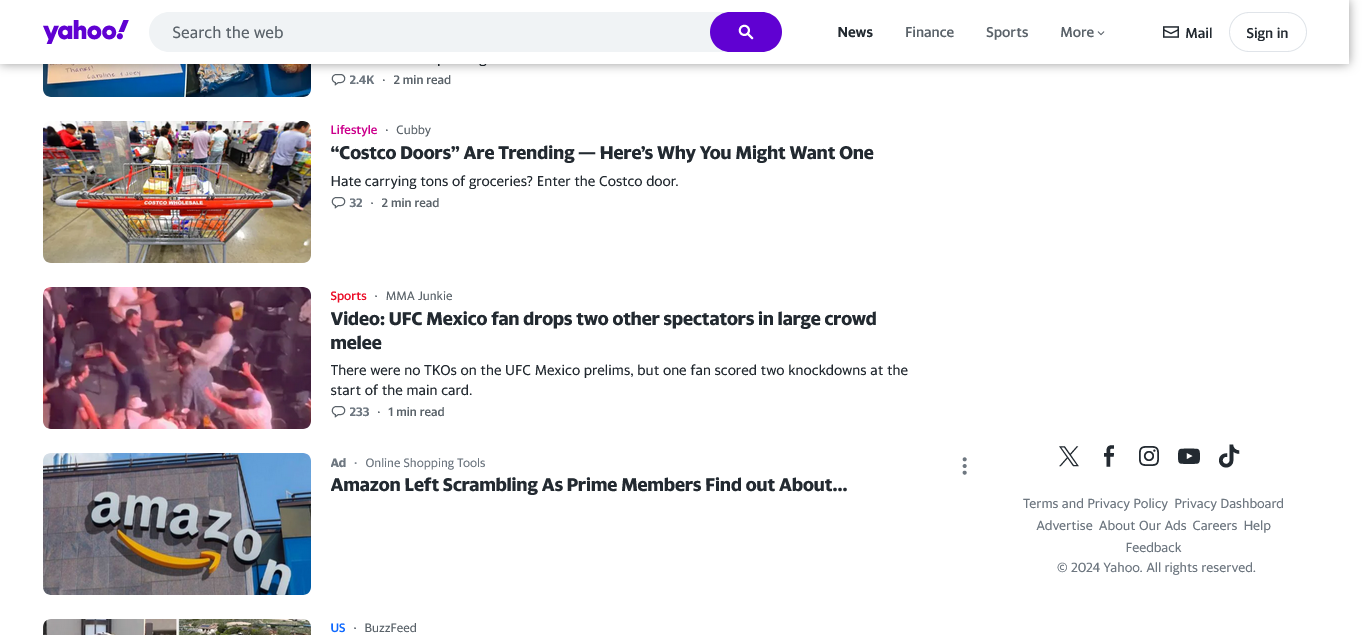 yahoo!
Search the web
News
Finance
Sports
More
Mail
Sign in
Thanks!
Caroline & Joey
2.4K · 2 min read
Lifestyle · Cubby
“Costco Doors” Are Trending — Here’s Why You Might Want One
Hate carrying tons of groceries? Enter the Costco door.
32 · 2 min read
COSTCO WHOLESALE
Sports · MMA Junkie
Video: UFC Mexico fan drops two other spectators in large crowd
melee
There were no TKOs on the UFC Mexico prelims, but one fan scored two knockdowns at the
start of the main card.
233 · 1 min read
Ad · Online Shopping Tools
Amazon Left Scrambling As Prime Members Find out About...
amazon
US · BuzzFeed
Terms and Privacy Policy Privacy Dashboard
Advertise About Our Ads Careers Help
Feedback
© 2024 Yahoo. All rights reserved.